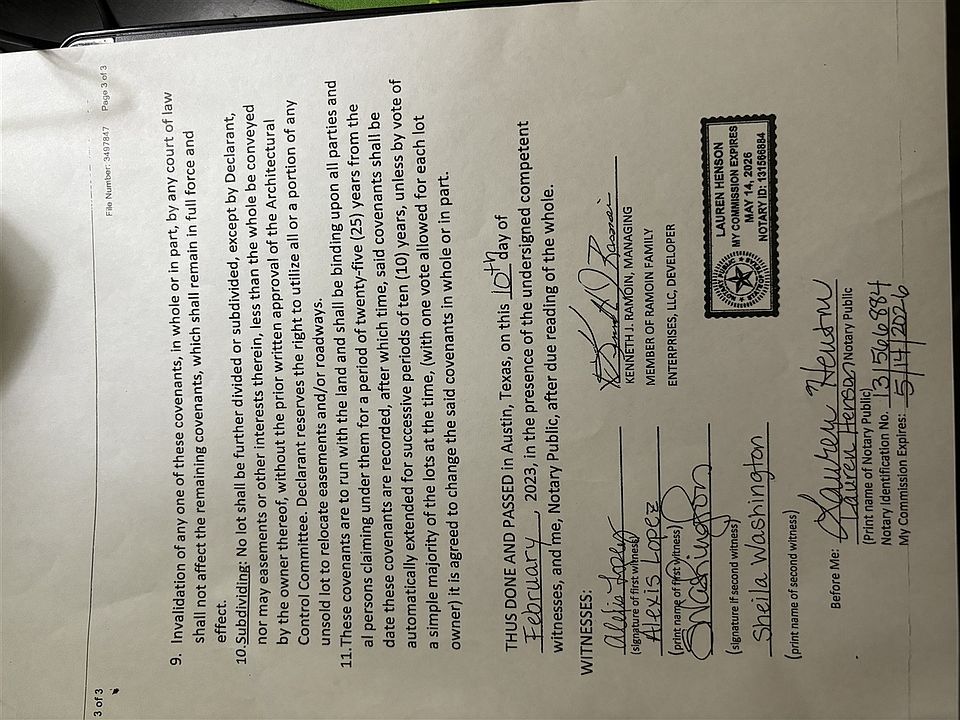 3 of 3
File Number: 3497847 Page 3 of 3
9. Invalidation of any one of these covenants, in whole or in part, by any court of law
shall not affect the remaining covenants, which shall remain in full force and
effect.
10.Subdividing: No lot shall be further divided or subdivided, except by Declarant,
nor may easements or other interests therein, less than the whole be conveyed
by the owner thereof, without the prior written approval of the Architectural
Control Committee. Declarant reserves the right to utilize all or a portion of any
unsold lot to relocate easements and/or roadways.
11.These covenants are to run with the land and shall be binding upon all parties and
al persons claiming under them for a period of twenty-five (25) years from the
date these covenants are recorded, after which time, said covenants shall be
automatically extended for successive periods of ten (10) years, unless by vote of
a simple majority of the lots at the time, (with one vote allowed for each lot
owner) it is agreed to change the said covenants in whole or in part.
THUS DONE AND PASSED in Austin, Texas, on this 10th day of
February, 2023, in the presence of the undersigned competent
witnesses, and me, Notary Public, after due reading of the whole.
WITNESSES:
Alexis Lopez
(signature of first witness)
Alexis Lopez
(print name of first witness)
SWashington
(signature if second witness)
Sheila Washington
(print name of second witness)
KENNETH J. RAMOIN, MANAGING
MEMBER OF RAMOIN FAMILY
ENTERPRISES, LLC, DEVELOPER
LAUREN HENSON
MY COMMISSION EXPIRES
MAY 14, 2026
NOTARY ID: 131566884
Before Me: Lauren Henson
Lauren Henson Notary Public
(Print name of Notary Public)
Notary Identification No. 131566884
My Commission Expires: 5/14/2026